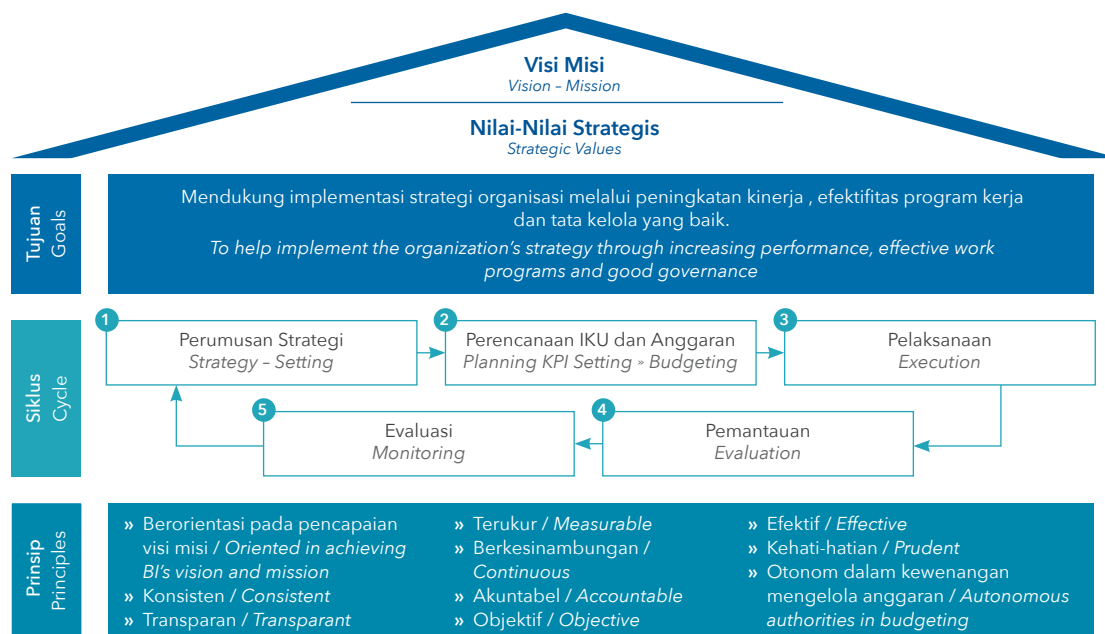 Visi Misi
Vision – Mission
Nilai-Nilai Strategis
Strategic Values
Tujuan
Goals
Mendukung implementasi strategi organisasi melalui peningkatan kinerja , efektifitas program kerja
dan tata kelola yang baik.
To help implement the organization's strategy through increasing performance, effective work
programs and good governance
Siklus
Cycle
1
Perumusan Strategi
Strategy – Setting
2
Perencanaan IKU dan Anggaran
Planning KPI Setting » Budgeting
3
Pelaksanaan
Execution
5
Evaluasi
Monitoring
4
Pemantauan
Evaluation
Prinsip
Principles
» Berorientasi pada pencapaian
visi misi / Oriented in achieving
BI's vision and mission
» Konsisten / Consistent
» Transparan / Transparant
» Terukur / Measurable
» Berkesinambungan /
Continuous
» Akuntabel / Accountable
» Objektif / Objective
» Efektif / Effective
» Kehati-hatian / Prudent
» Otonom dalam kewenangan
mengelola anggaran / Autonomous
authorities in budgeting